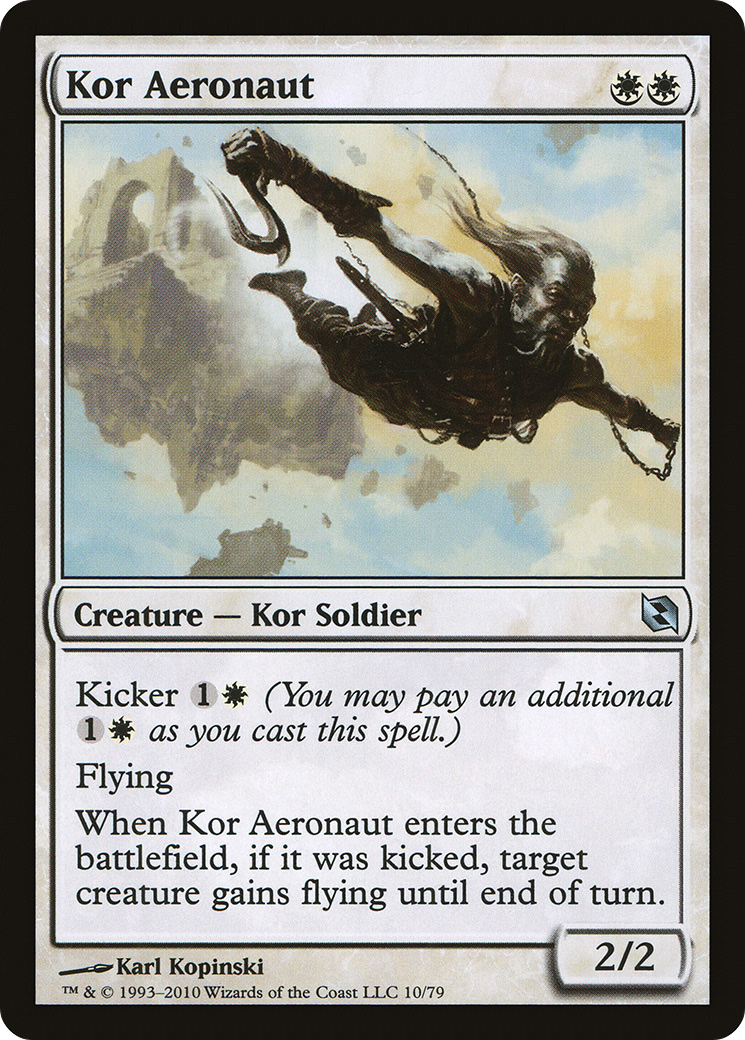 Kor Aeronaut
Creature — Kor Soldier
Kicker 1 (You may pay an additional
1 as you cast this spell.)
Flying
When Kor Aeronaut enters the
battlefield, if it was kicked, target
creature gains flying until end of turn.
2/2
Karl Kopinski
™ & © 1993–2010 Wizards of the Coast LLC 10/79